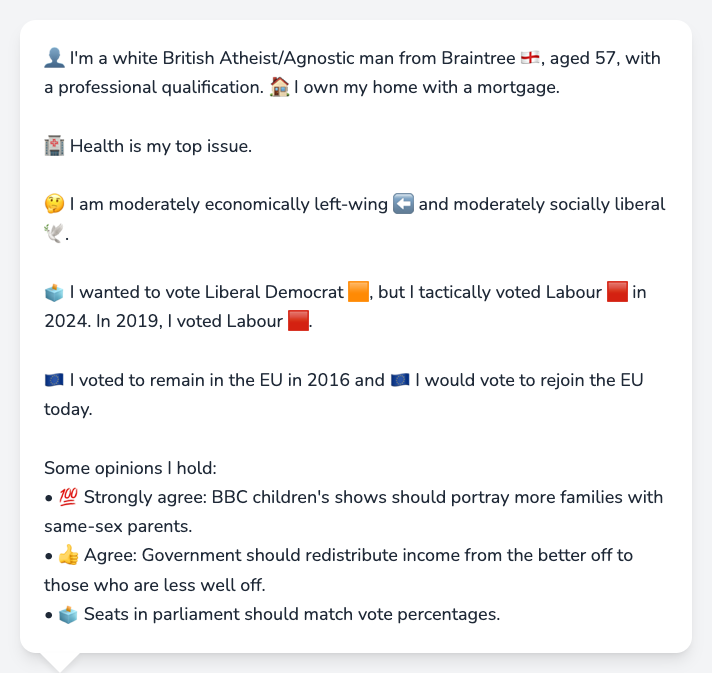 👤 I'm a white British Atheist/Agnostic man from Braintree 🏴󠁧󠁢󠁥󠁮󠁧󠁿, aged 57, with
a professional qualification. 🏠 I own my home with a mortgage.
🏥 Health is my top issue.
🤔 I am moderately economically left-wing ⬅️ and moderately socially liberal
🕊️.
🗳️ I wanted to vote Liberal Democrat 🟧, but I tactically voted Labour 🟥 in
2024. In 2019, I voted Labour 🟥.
🇪🇺 I voted to remain in the EU in 2016 and 🇪🇺 I would vote to rejoin the EU
today.
Some opinions I hold:
• 💯 Strongly agree: BBC children's shows should portray more families with
same-sex parents.
• 👍 Agree: Government should redistribute income from the better off to
those who are less well off.
• 🗳️ Seats in parliament should match vote percentages.